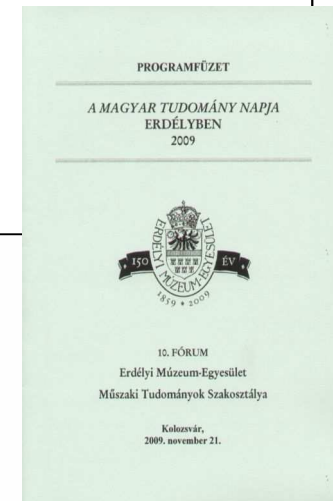 PROGRAMFÜZET
A MAGYAR TUDOMÁNY NAPJA
ERDÉLYBEN
2009
ERDÉLYI MÚZEUM-EGYESÜLET
150 ÉV
1859 • 2009
10. FÓRUM
Erdélyi Múzeum-Egyesület
Műszaki Tudományok Szakosztálya
Kolozsvár,
2009. november 21.